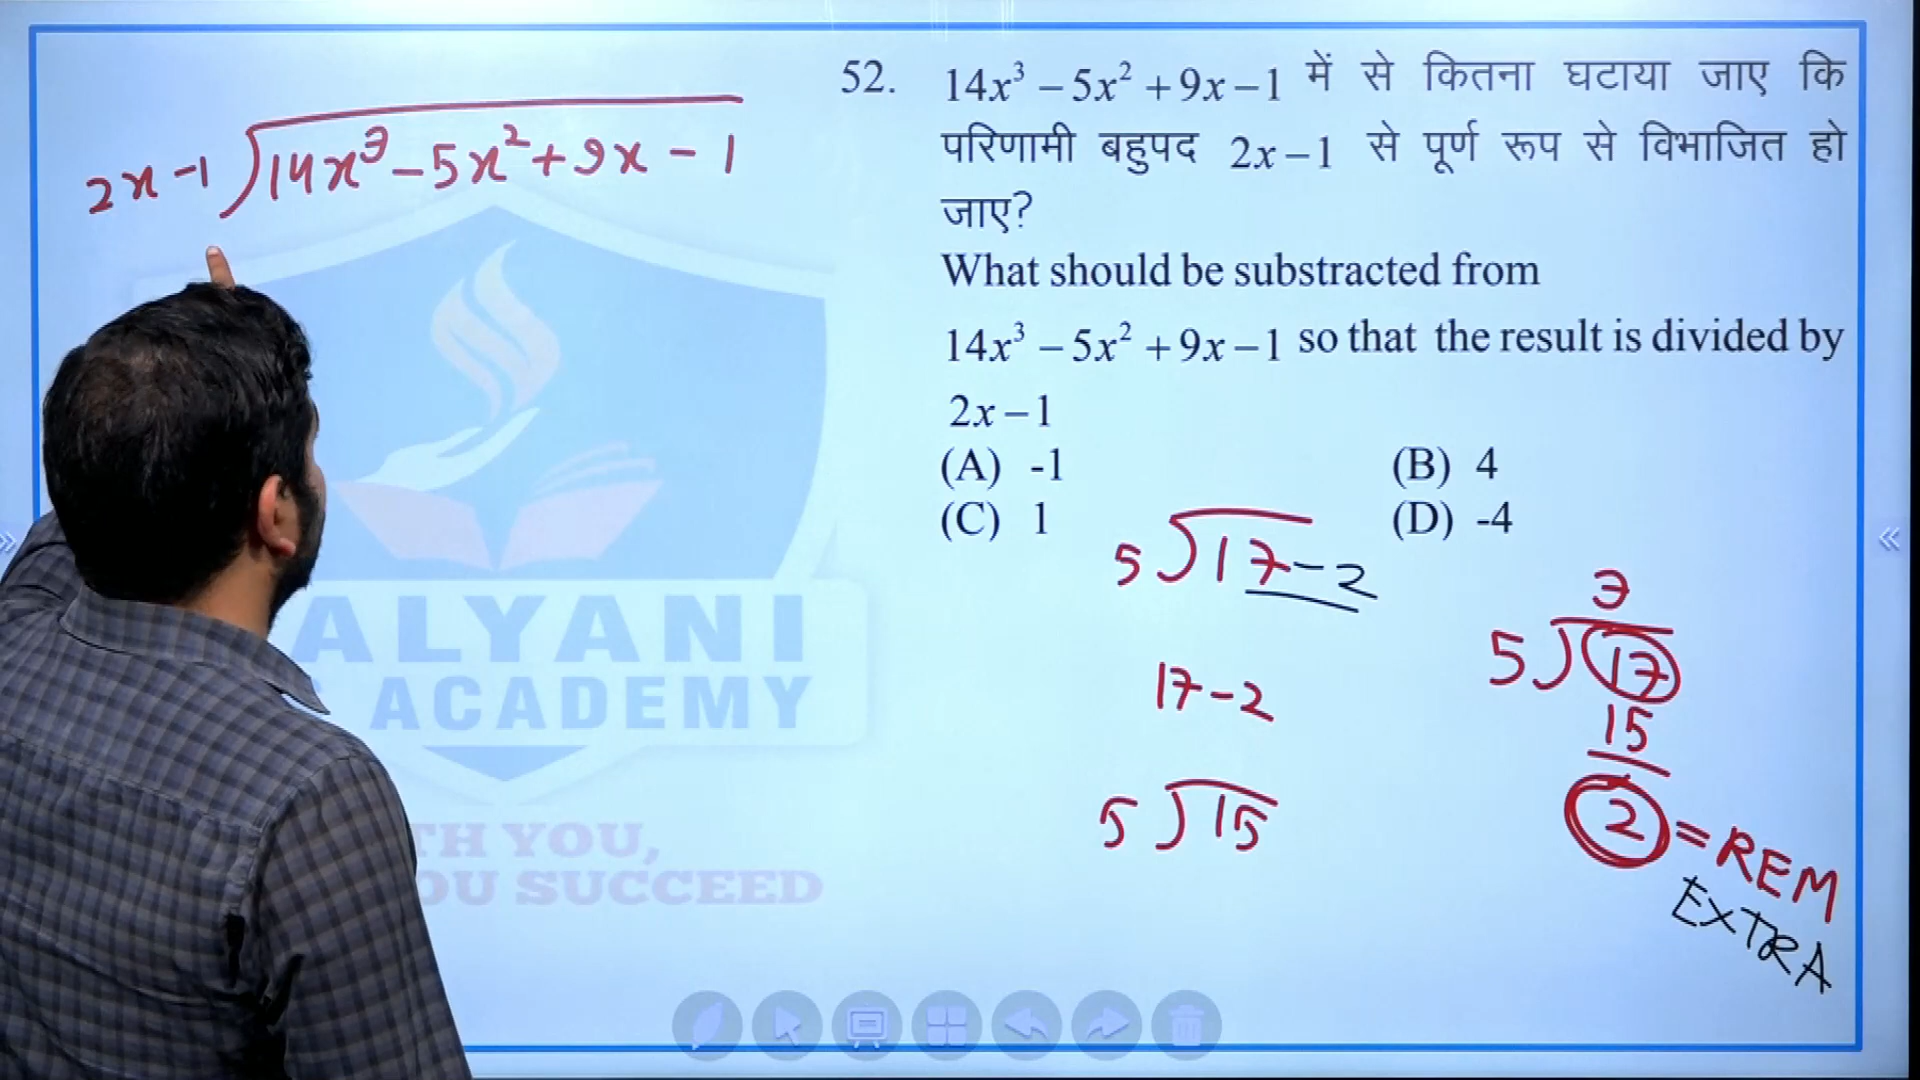 2x -1 ) 14x³ - 5x² + 9x - 1
52. 14x³ – 5x² + 9x – 1 में से कितना घटाया जाए कि
परिणामी बहुपद 2x – 1 से पूर्ण रूप से विभाजित हो
जाए?
What should be substracted from
14x³ – 5x² + 9x – 1 so that the result is divided by
2x – 1
(A) -1 (B) 4
(C) 1 (D) -4
5 ) 17 - 2
17 - 2
5 ) 15
3
5 ) 17
15
2 = REM
EXTRA
ALYANI
ACADEMY
TH YOU,
OU SUCCEED